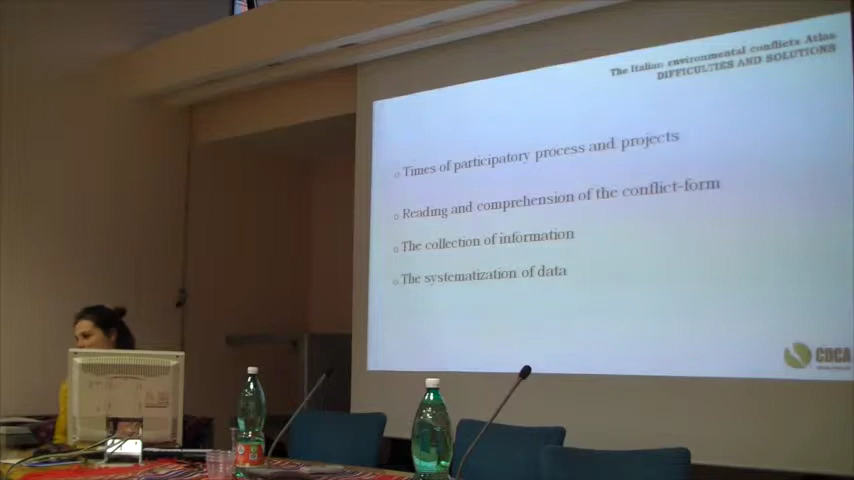 The Italian environmental conflicts Atlas
DIFFICULTIES AND SOLUTIONS
Times of participatory process and projects
Reading and comprehension of the conflict-form
The collection of information
The systematization of data
CDCA